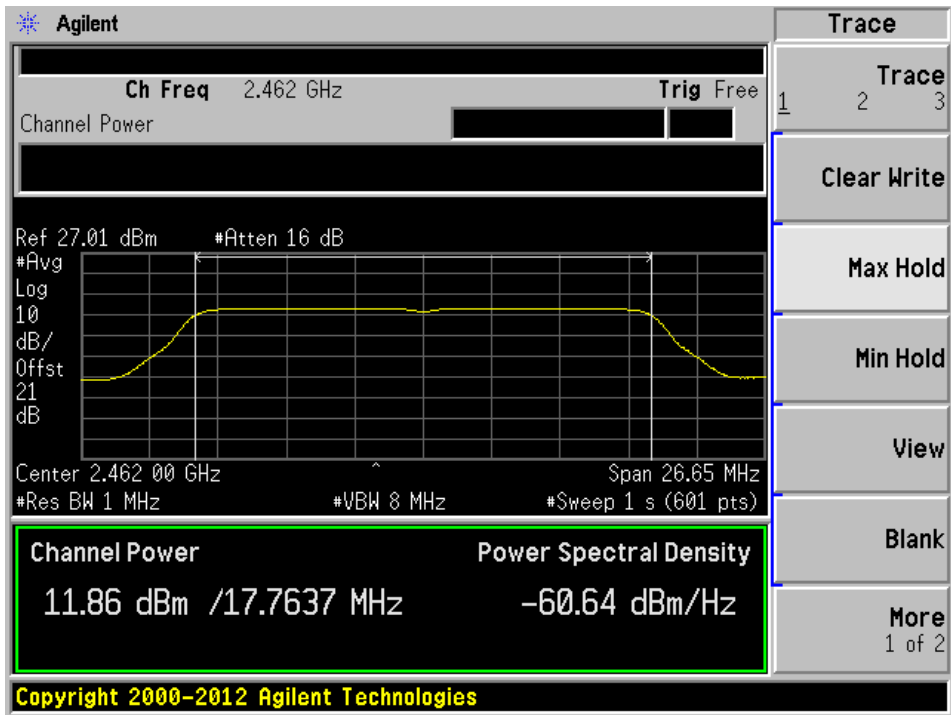 Agilent
Trace
Ch Freq 2.462 GHz Trig Free
Channel Power
Trace
1 2 3
Clear Write
Max Hold
Min Hold
View
Blank
More
1 of 2
Ref 27.01 dBm #Atten 16 dB
#Avg
Log
10
dB/
Offst
21
dB
Center 2.462 00 GHz ^ Span 26.65 MHz
#Res BW 1 MHz #VBW 8 MHz #Sweep 1 s (601 pts)
Channel Power Power Spectral Density
11.86 dBm /17.7637 MHz -60.64 dBm/Hz
Copyright 2000-2012 Agilent Technologies